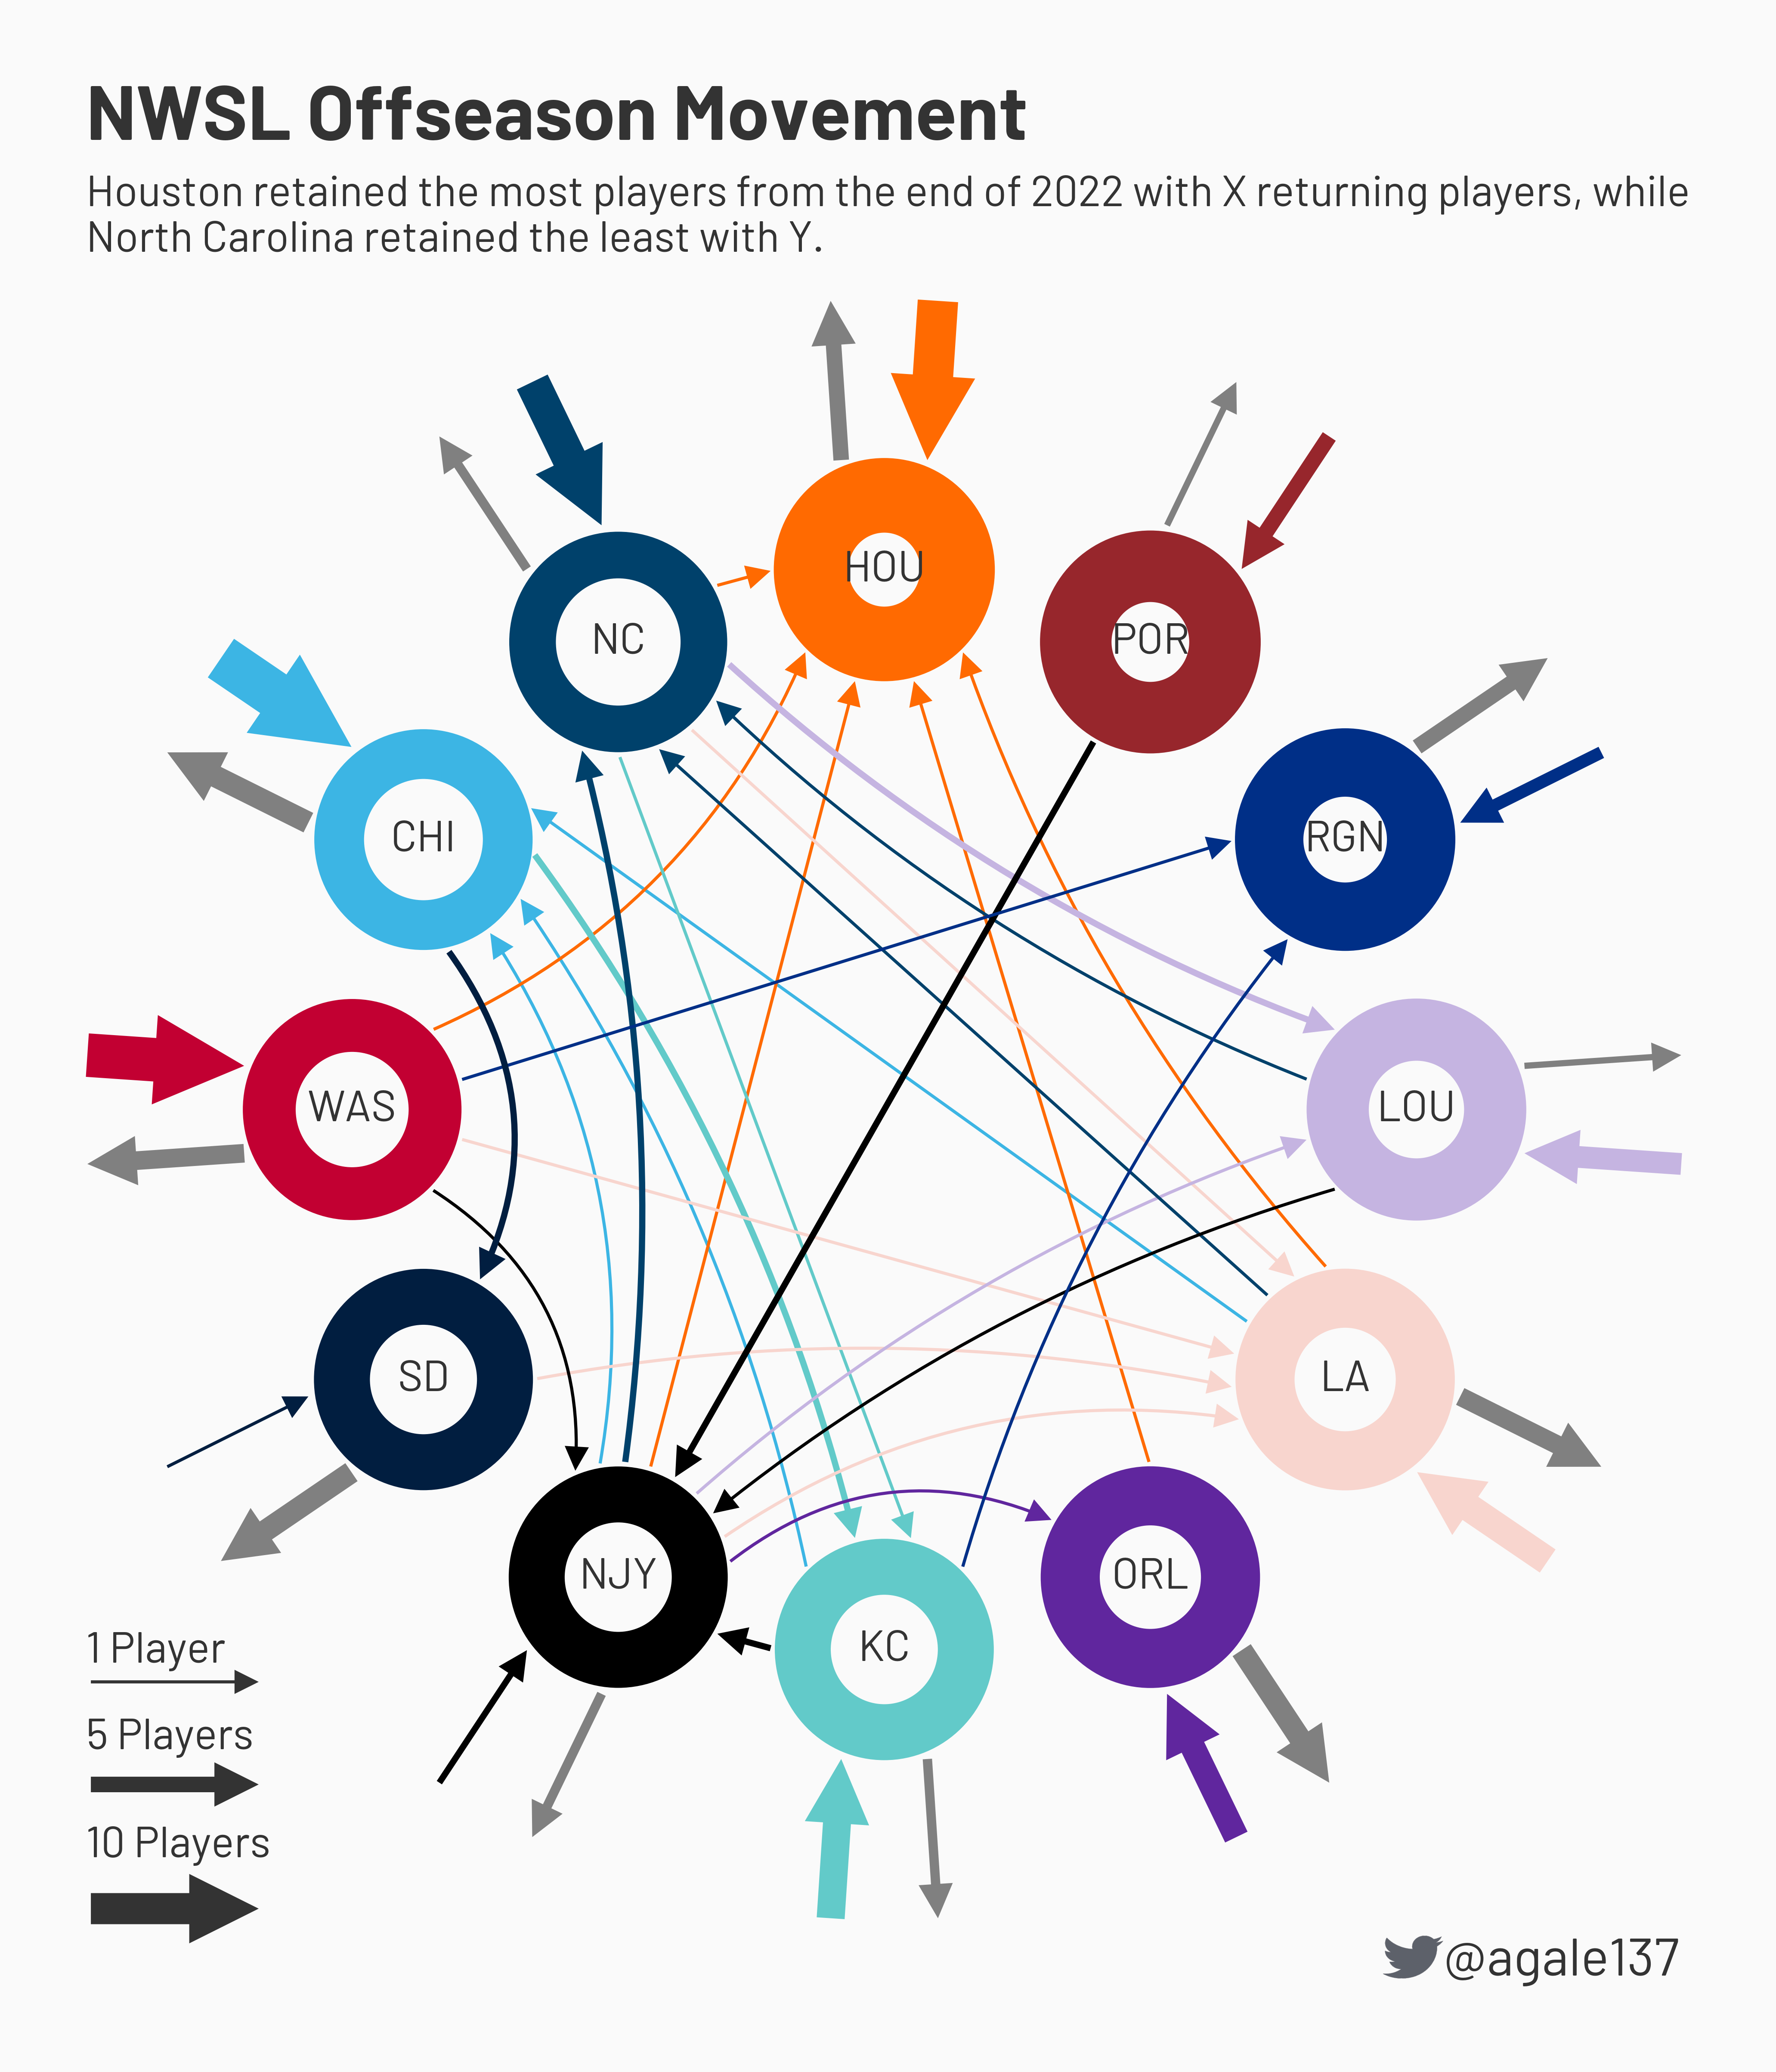 NWSL Offseason Movement
Houston retained the most players from the end of 2022 with X returning players, while
North Carolina retained the least with Y.
HOU
NC
POR
CHI
RGN
WAS
LOU
SD
LA
NJY
ORL
KC
1 Player
5 Players
10 Players
@agale137